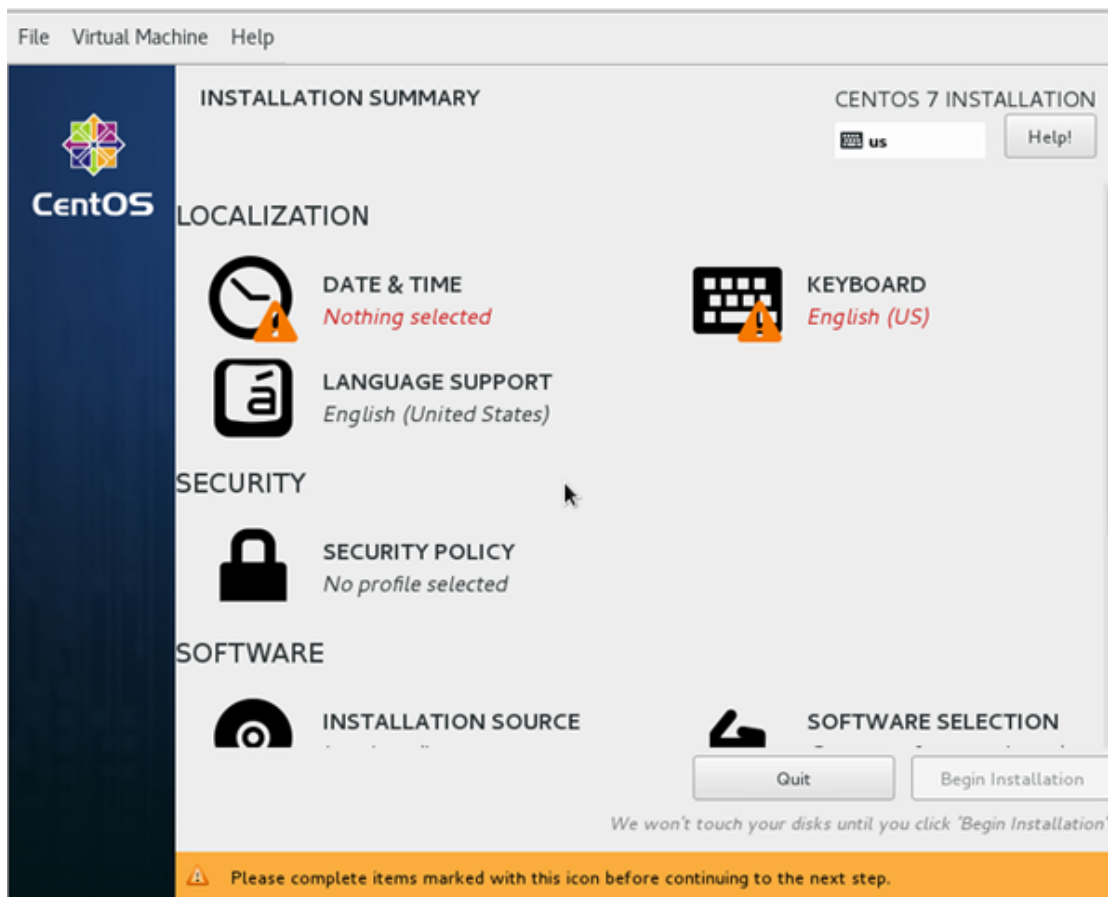 File Virtual Machine Help
INSTALLATION SUMMARY
CENTOS 7 INSTALLATION
us
Help!
CentOS
LOCALIZATION
DATE & TIME
Nothing selected
KEYBOARD
English (US)
á
LANGUAGE SUPPORT
English (United States)
SECURITY
SECURITY POLICY
No profile selected
SOFTWARE
INSTALLATION SOURCE
SOFTWARE SELECTION
Quit
Begin Installation
We won't touch your disks until you click 'Begin Installation'
Please complete items marked with this icon before continuing to the next step.